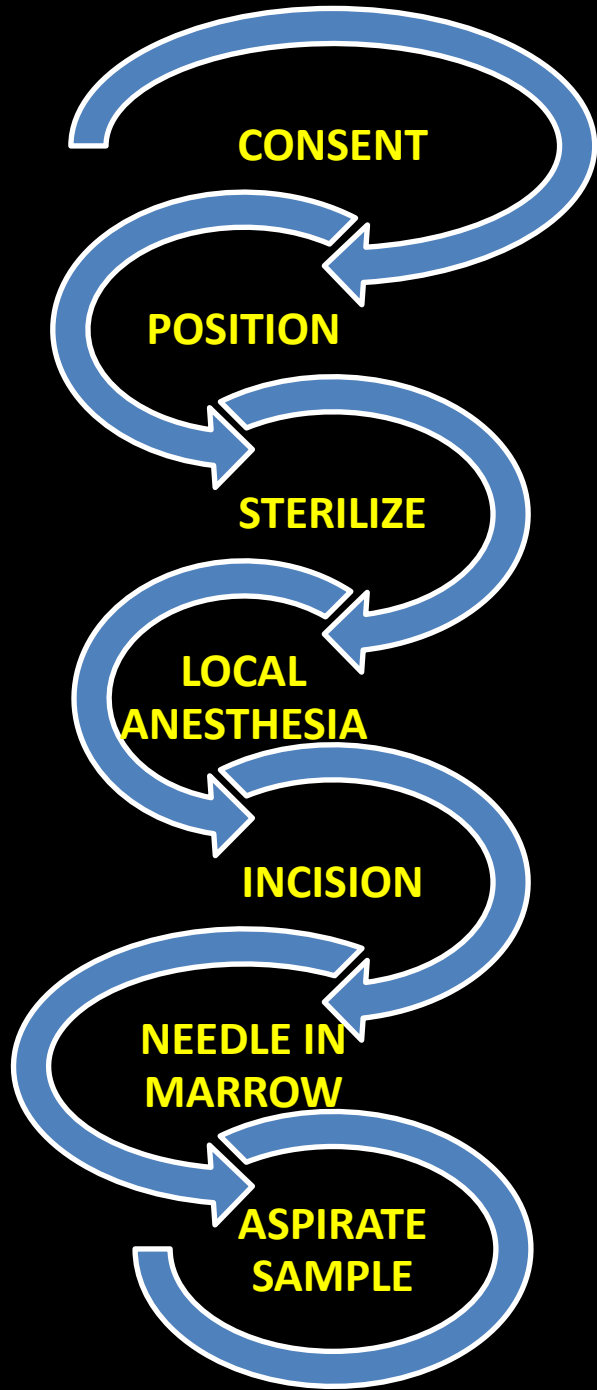 CONSENT
POSITION
STERILIZE
LOCAL
ANESTHESIA
INCISION
NEEDLE IN
MARROW
ASPIRATE
SAMPLE